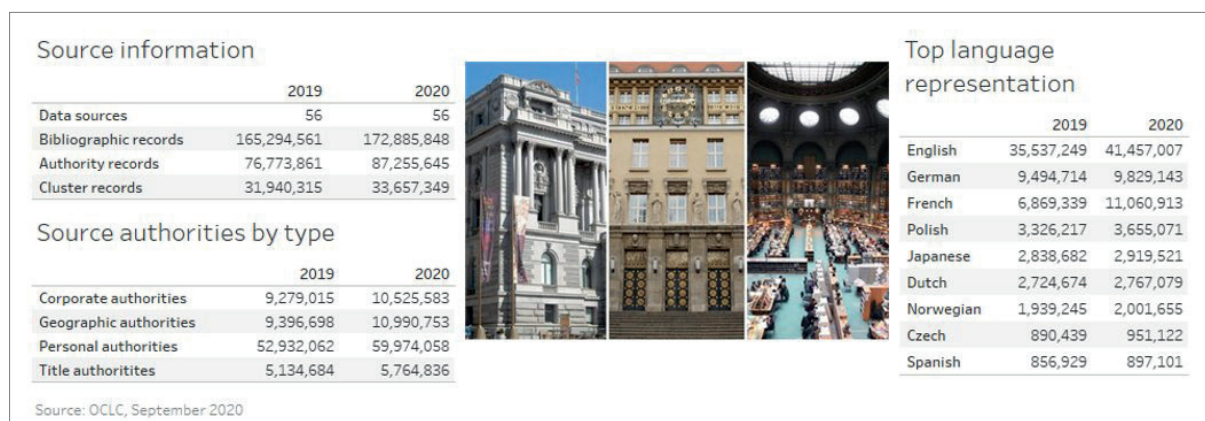 Source information
2019 2020
Data sources 56 56
Bibliographic records 165,294,561 172,885,848
Authority records 76,773,861 87,255,645
Cluster records 31,940,315 33,657,349
Source authorities by type
2019 2020
Corporate authorities 9,279,015 10,525,583
Geographic authorities 9,396,698 10,990,753
Personal authorities 52,932,062 59,974,058
Title authoritites 5,134,684 5,764,836
Source: OCLC, September 2020
Top language
representation
2019 2020
English 35,537,249 41,457,007
German 9,494,714 9,829,143
French 6,869,339 11,060,913
Polish 3,326,217 3,655,071
Japanese 2,838,682 2,919,521
Dutch 2,724,674 2,767,079
Norwegian 1,939,245 2,001,655
Czech 890,439 951,122
Spanish 856,929 897,101